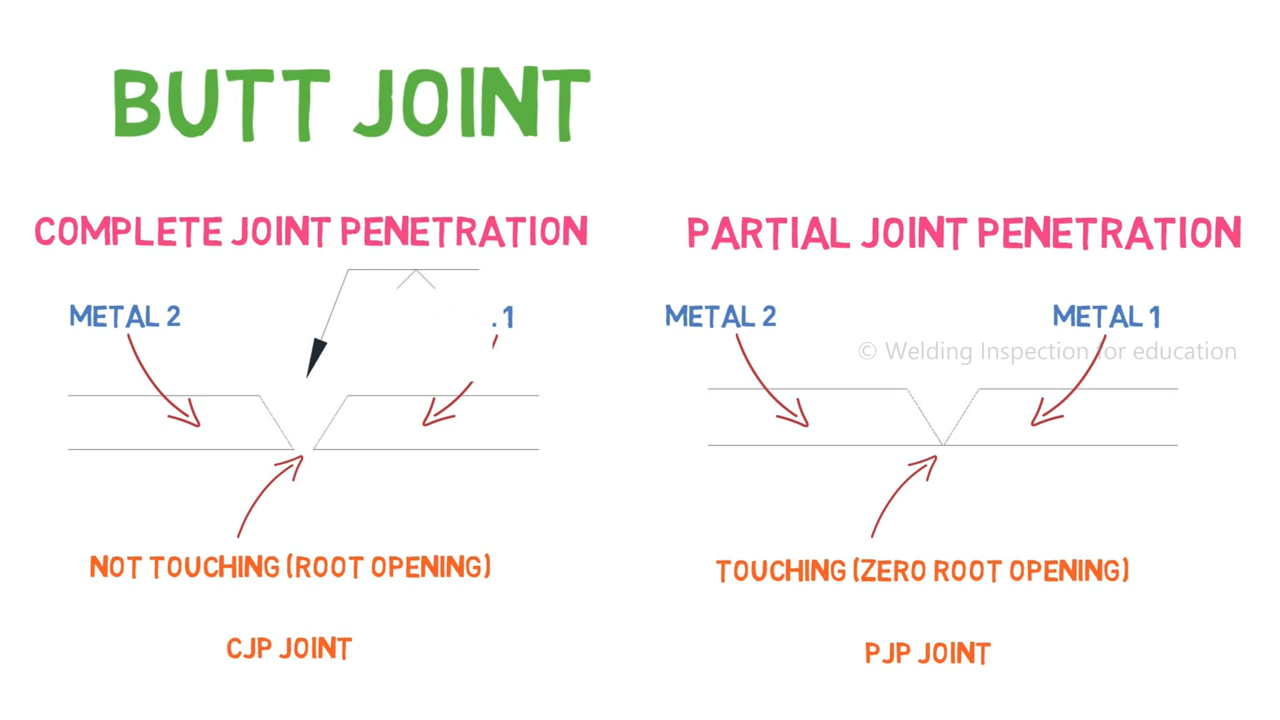 BUTT JOINT
COMPLETE JOINT PENETRATION
METAL 2
. 1
NOT TOUCHING (ROOT OPENING)
CJP JOINT
PARTIAL JOINT PENETRATION
METAL 2
METAL 1
© Welding Inspection for education
TOUCHING (ZERO ROOT OPENING)
PJP JOINT